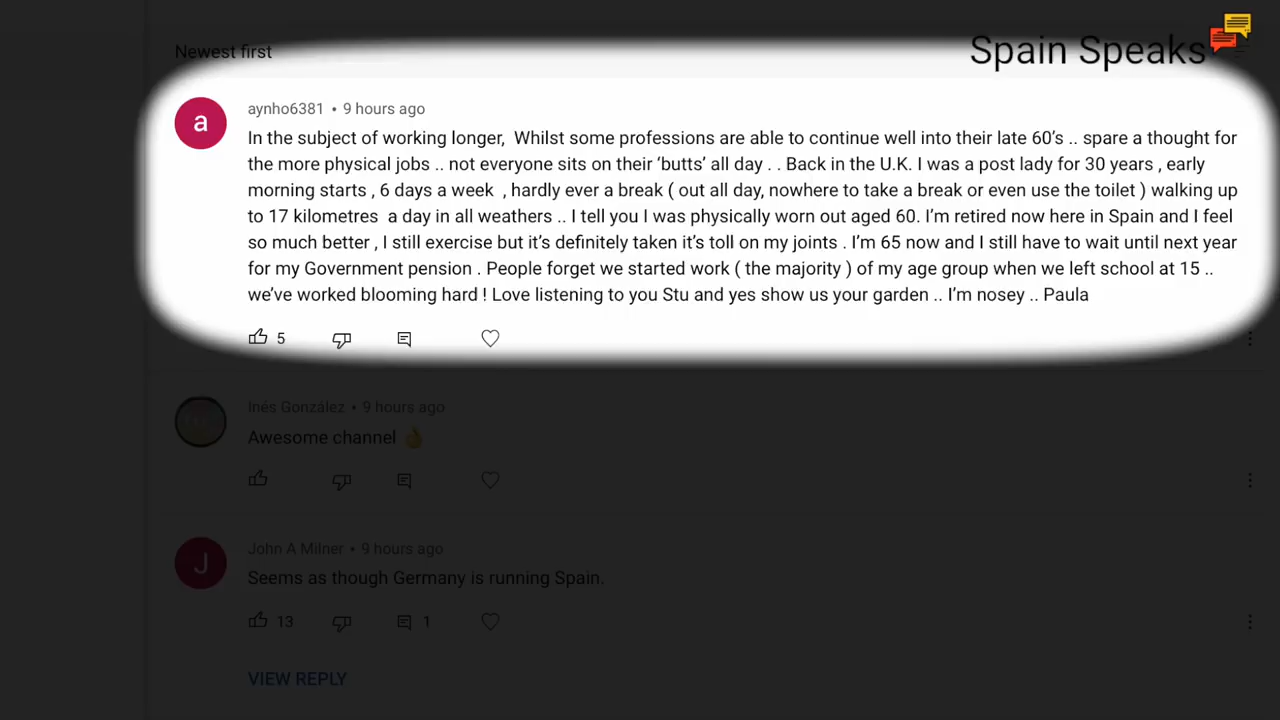 Newest first
Spain Speaks
a
aynho6381 • 9 hours ago
In the subject of working longer,  Whilst some professions are able to continue well into their late 60's .. spare a thought for
the more physical jobs .. not everyone sits on their 'butts' all day . . Back in the U.K. I was a post lady for 30 years , early
morning starts , 6 days a week  , hardly ever a break ( out all day, nowhere to take a break or even use the toilet ) walking up
to 17 kilometres  a day in all weathers .. I tell you I was physically worn out aged 60. I'm retired now here in Spain and I feel
so much better , I still exercise but it's definitely taken it's toll on my joints . I'm 65 now and I still have to wait until next year
for my Government pension . People forget we started work ( the majority ) of my age group when we left school at 15 ..
we've worked blooming hard ! Love listening to you Stu and yes show us your garden .. I'm nosey .. Paula
5
Inés González • 9 hours ago
Awesome channel 👌
J
John A Milner • 9 hours ago
Seems as though Germany is running Spain.
13 1
VIEW REPLY